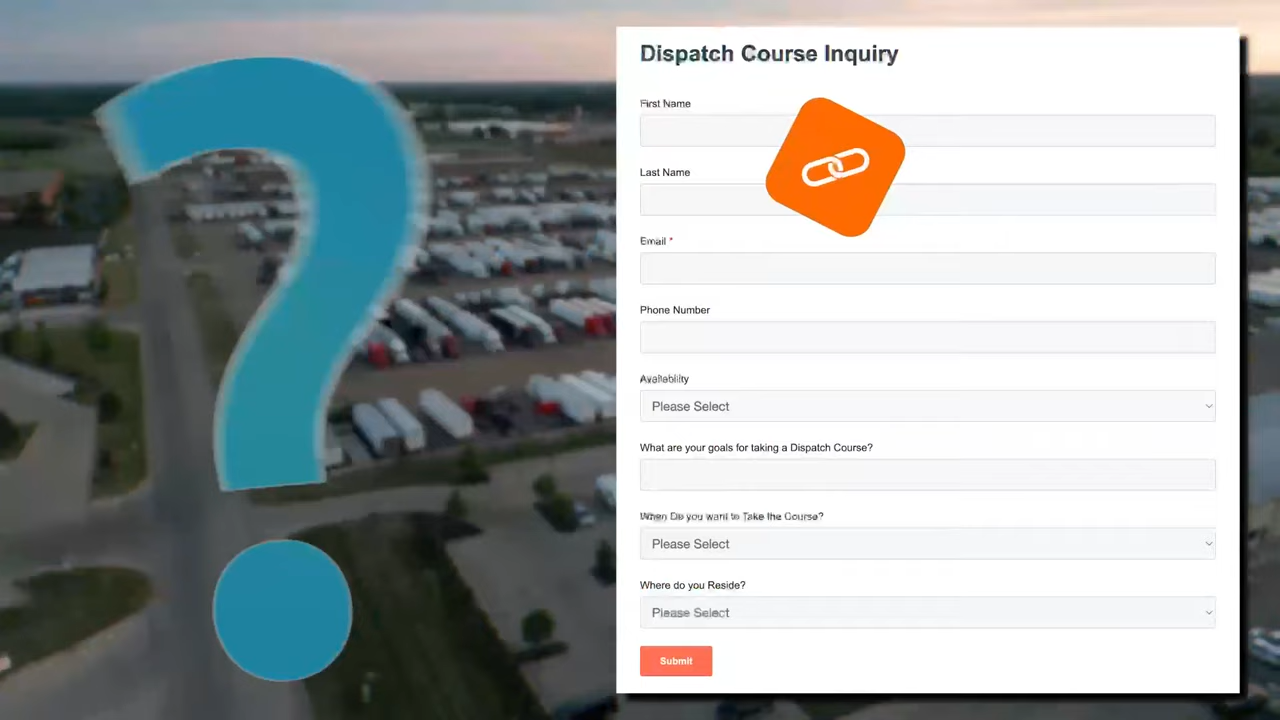 Dispatch Course Inquiry
First Name
Last Name
Email *
Phone Number
Availability
Please Select
What are your goals for taking a Dispatch Course?
When Do you want to Take the Course?
Please Select
Where do you Reside?
Please Select
Submit